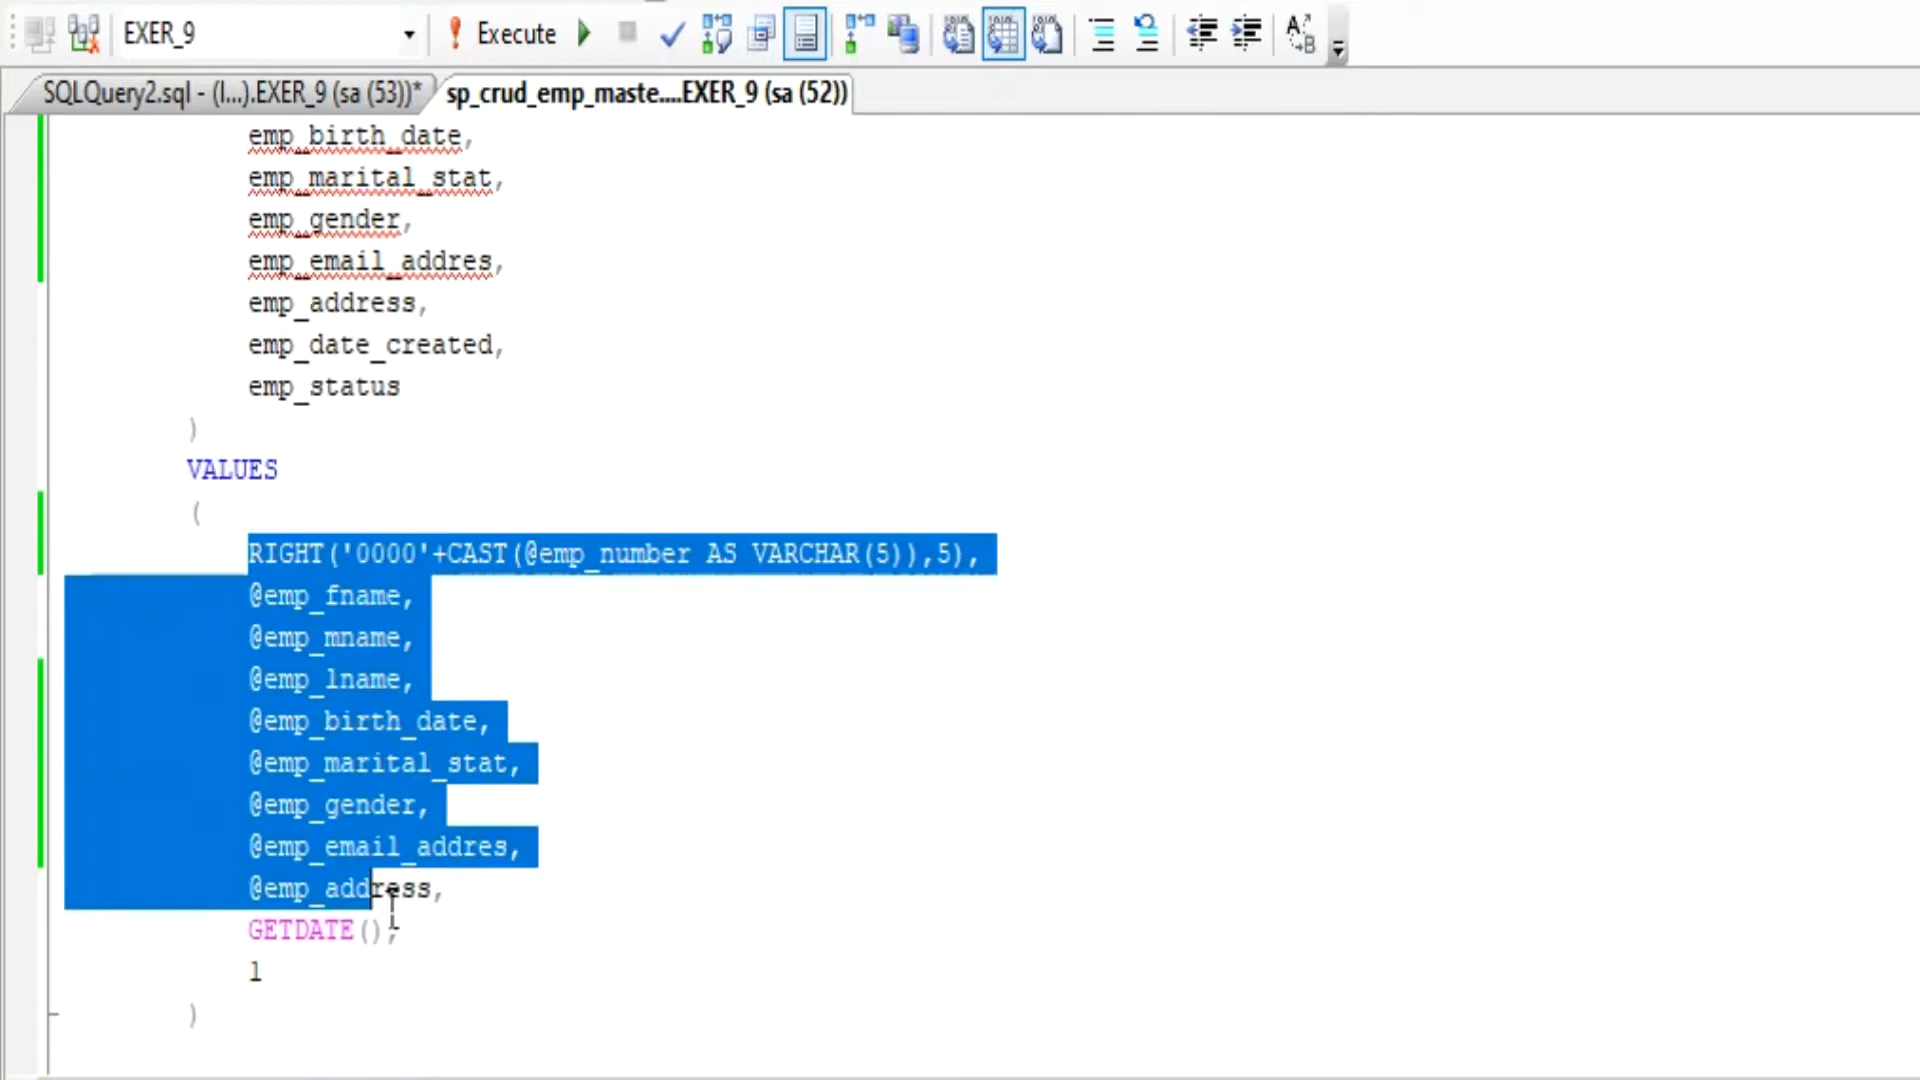 EXER_9
Execute
SQLQuery2.sql - (l...).EXER_9 (sa (53))*
sp_crud_emp_maste....EXER_9 (sa (52))
emp_birth_date,
emp_marital_stat,
emp_gender,
emp_email_addres,
emp_address,
emp_date_created,
emp_status
)
VALUES
(
RIGHT('0000'+CAST(@emp_number AS VARCHAR(5)),5),
@emp_fname,
@emp_mname,
@emp_lname,
@emp_birth_date,
@emp_marital_stat,
@emp_gender,
@emp_email_addres,
@emp_address,
GETDATE(),
1
)